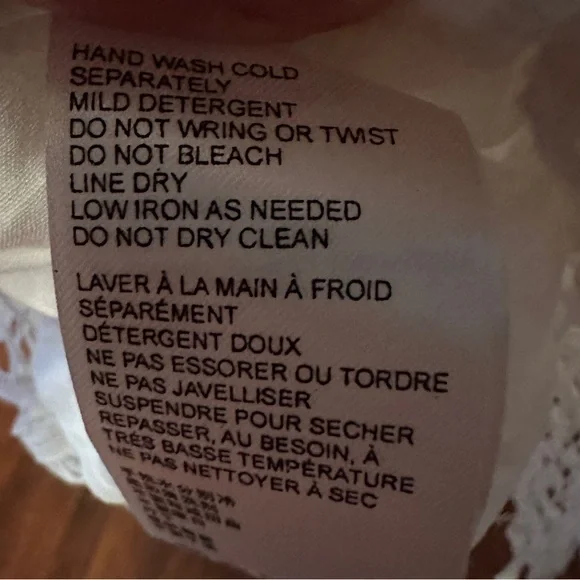 HAND WASH COLD
SEPARATELY
MILD DETERGENT
DO NOT WRING OR TWIST
DO NOT BLEACH
LINE DRY
LOW IRON AS NEEDED
DO NOT DRY CLEAN
LAVER À LA MAIN À FROID
SÉPARÉMENT
DÉTERGENT DOUX
NE PAS ESSORER OU TORDRE
NE PAS JAVELLISER
SUSPENDRE POUR SECHER
REPASSER, AU BESOIN, À
TRÈS BASSE TEMPÉRATURE
NE PAS NETTOYER À SEC